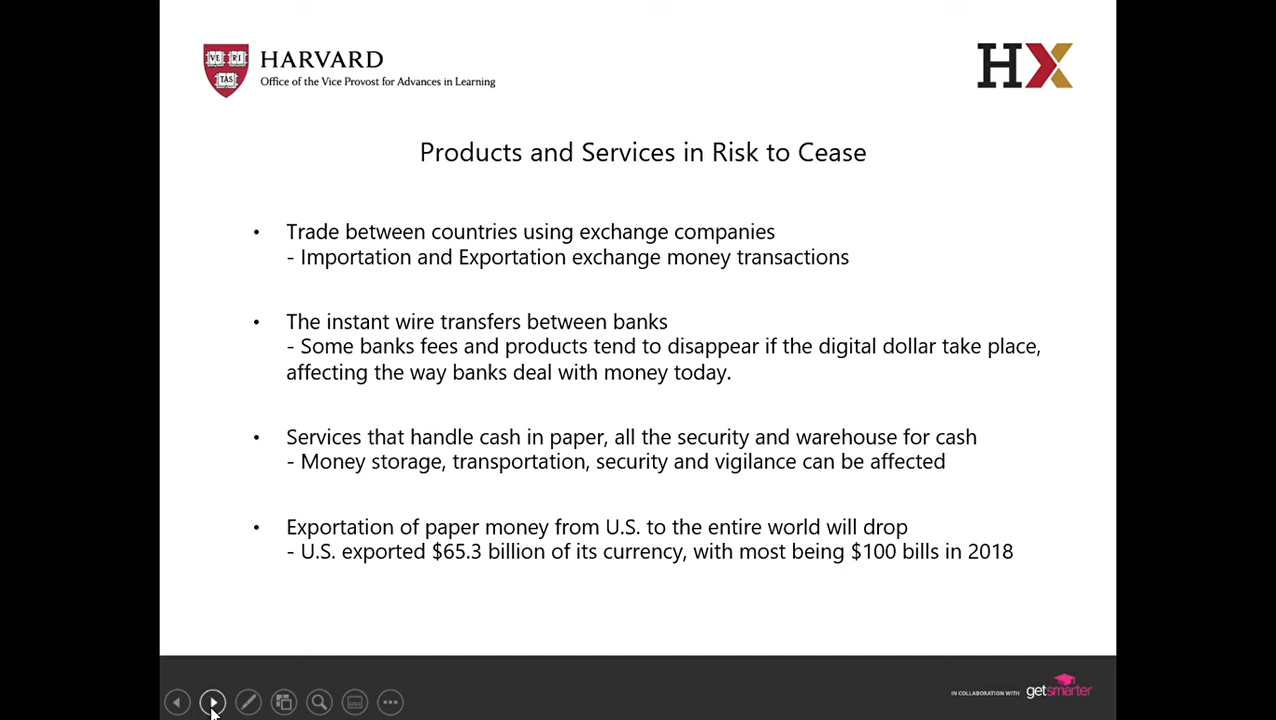 VE RI
TAS
HARVARD
Office of the Vice Provost for Advances in Learning
HX
Products and Services in Risk to Cease
• Trade between countries using exchange companies
- Importation and Exportation exchange money transactions
• The instant wire transfers between banks
- Some banks fees and products tend to disappear if the digital dollar take place,
affecting the way banks deal with money today.
• Services that handle cash in paper, all the security and warehouse for cash
- Money storage, transportation, security and vigilance can be affected
• Exportation of paper money from U.S. to the entire world will drop
- U.S. exported $65.3 billion of its currency, with most being $100 bills in 2018
IN COLLABORATION WITH getsmarter